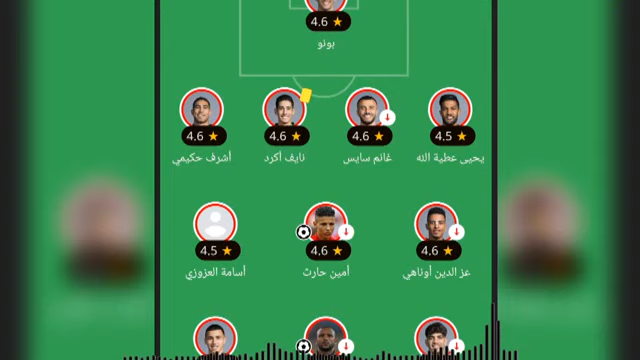 4.6 ★
بونو
4.6 ★ 4.6 ★ 4.6 ★ 4.5 ★
أشرف حكيمي نايف أكرد غانم سايس يحيى عطية الله
4.5 ★ 4.6 ★ 4.6 ★
أسامة العزوزي أمين حارث عز الدين أوناهي